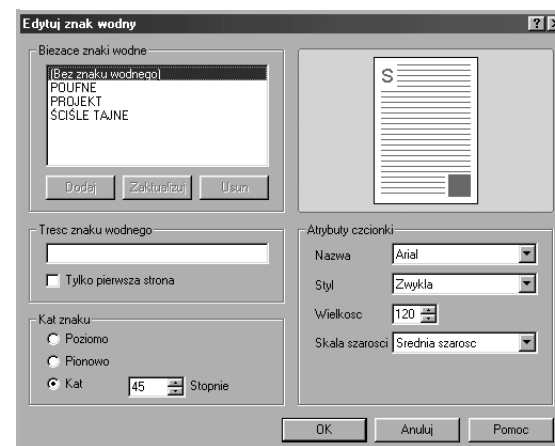 Edytuj znak wodny
Biezace znaki wodne
(Bez znaku wodnego)
POUFNE
PROJEKT
ŚCIŚLE TAJNE
Dodaj Zaktualizuj Usun
S
Tresc znaku wodnego
Tylko pierwsza strona
Kat znaku
Poziomo
Pionowo
Kat 45 Stopnie
Atrybuty czcionki
Nazwa Arial
Styl Zwykla
Wielkosc 120
Skala szarosci Srednia szarosc
OK Anuluj Pomoc